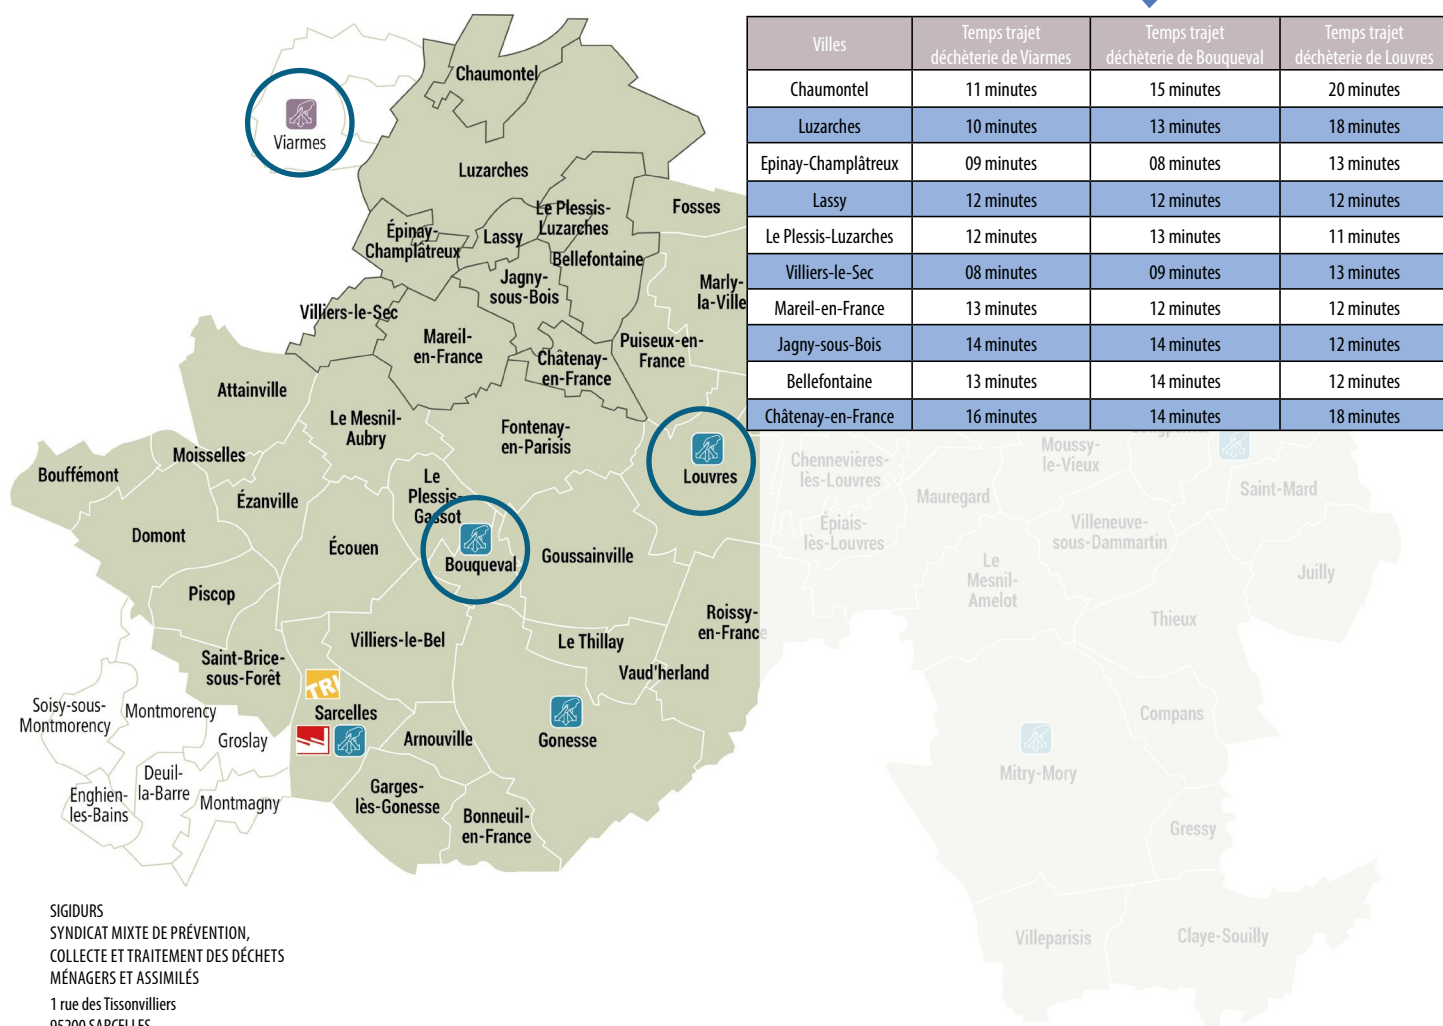 Villes Temps trajet déchèterie de Viarmes Temps trajet déchèterie de Bouqueval Temps trajet déchèterie de Louvres
Chaumontel 11 minutes 15 minutes 20 minutes
Luzarches 10 minutes 13 minutes 18 minutes
Epinay-Champlâtreux 09 minutes 08 minutes 13 minutes
Lassy 12 minutes 12 minutes 12 minutes
Le Plessis-Luzarches 12 minutes 13 minutes 11 minutes
Villiers-le-Sec 08 minutes 09 minutes 13 minutes
Mareil-en-France 13 minutes 12 minutes 12 minutes
Jagny-sous-Bois 14 minutes 14 minutes 12 minutes
Bellefontaine 13 minutes 14 minutes 12 minutes
Châtenay-en-France 16 minutes 14 minutes 18 minutes
Chaumontel
Viarmes
Luzarches
Le Plessis-
Luzarches
Fosses
Épinay-
Champlâtreux
Lassy
Bellefontaine
Jagny-
sous-Bois
Marly-
la-Ville
Villiers-le-Sec
Mareil-
en-France
Châtenay-
en-France
Puiseux-en-
France
Attainville
Le Mesnil-
Aubry
Fontenay-
en-Parisis
Moisselles
Bouffémont
Louvres
Chennevières-
lès-Louvres
Moussy-
le-Vieux
Mauregard
Saint-Mard
Le
Plessis-
Gassot
Ézanville
Domont
Écouen
Bouqueval
Goussainville
Épiais-
lès-Louvres
Villeneuve-
sous-Dammartin
Le
Mesnil-
Amelot
Juilly
Piscop
Roissy-
en-France
Thieux
Villiers-le-Bel
Le Thillay
Saint-Brice-
sous-Forêt
Vaud'herland
TRI
Soisy-sous-
Montmorency
Montmorency
Sarcelles
Groslay
Arnouville
Gonesse
Compans
Mitry-Mory
Deuil-
la-Barre
Enghien-
les-Bains
Montmagny
Garges-
lès-Gonesse
Bonneuil-
en-France
Gressy
Villeparisis
Claye-Souilly
SIGIDURS
SYNDICAT MIXTE DE PRÉVENTION,
COLLECTE ET TRAITEMENT DES DÉCHETS
MÉNAGERS ET ASSIMILÉS
1 rue des Tissonvilliers
95200 SARCELLES